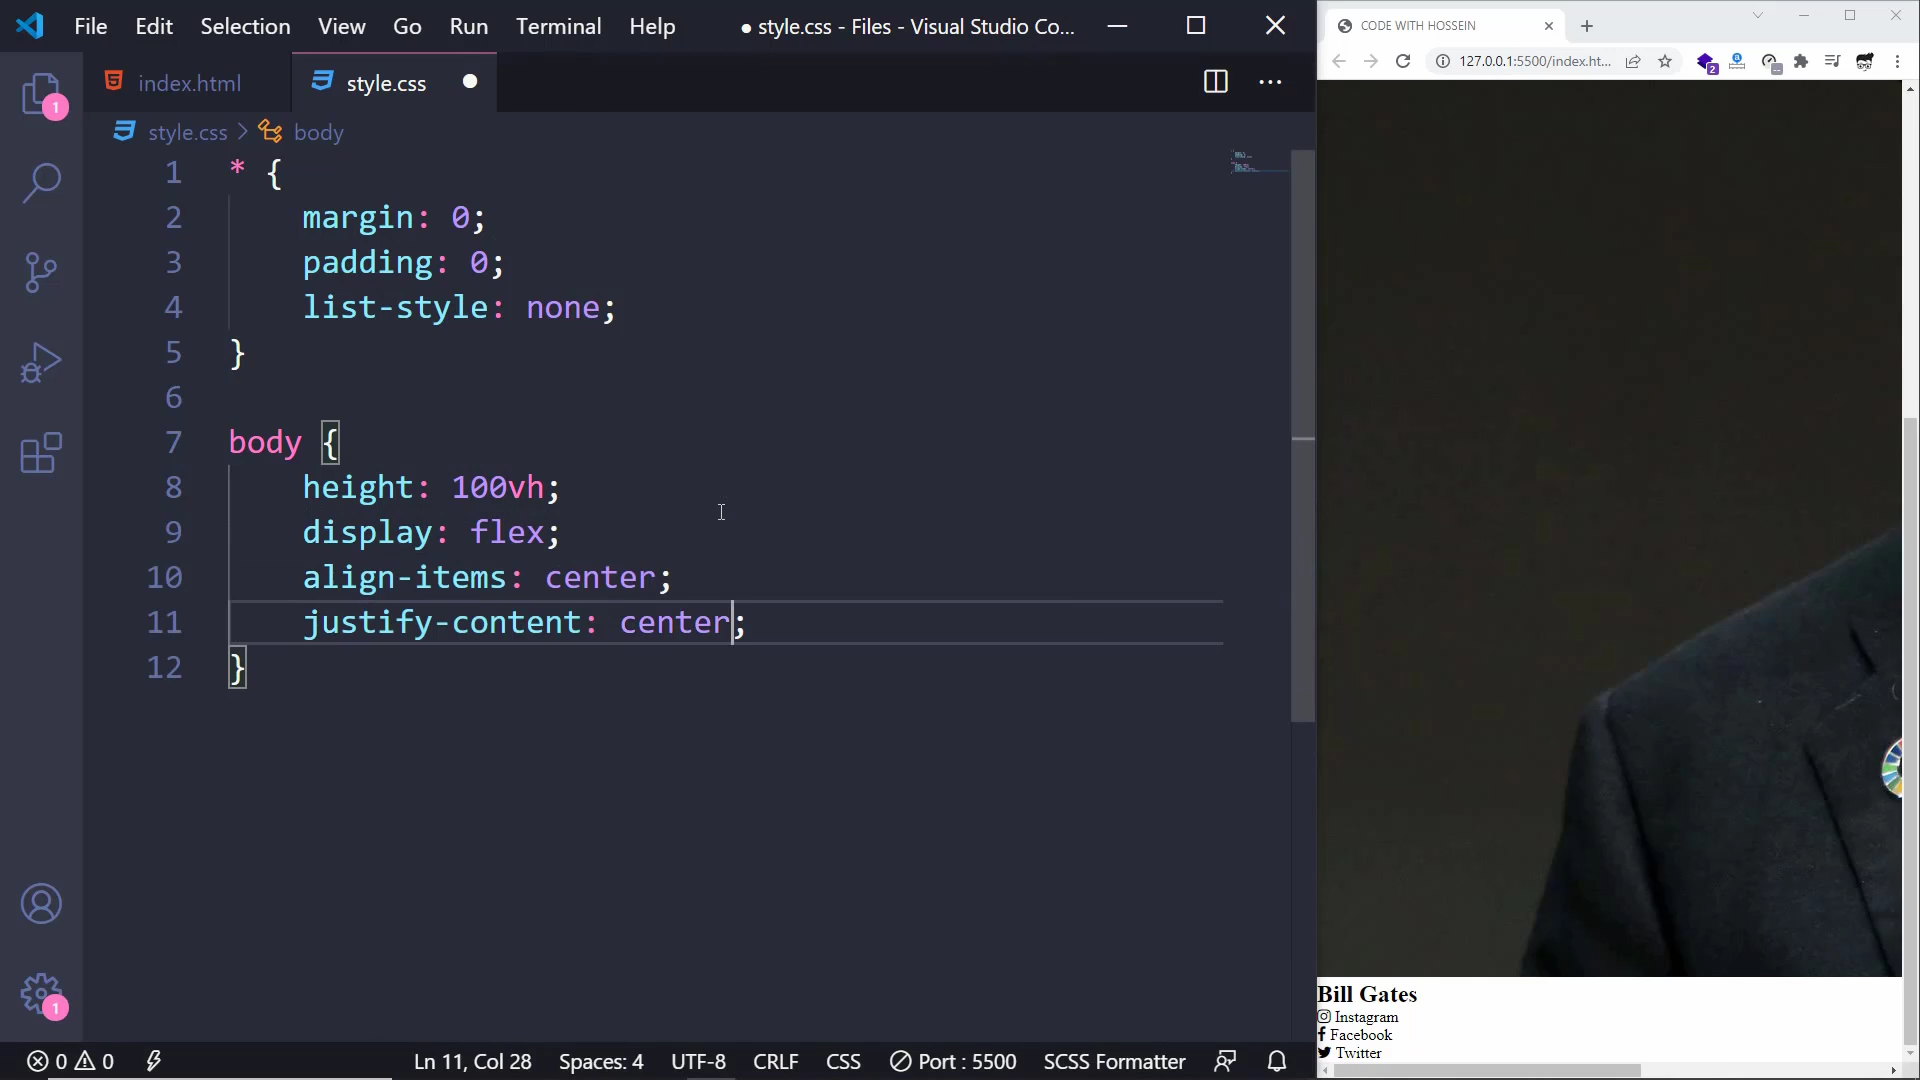 File Edit Selection View Go Run Terminal Help
● style.css - Files - Visual Studio Co...
index.html
style.css
style.css > body
1 * {
2 margin: 0;
3 padding: 0;
4 list-style: none;
5 }
6
7 body {
8 height: 100vh;
9 display: flex;
10 align-items: center;
11 justify-content: center;
12 }
1
1
0 0
Ln 11, Col 28 Spaces: 4 UTF-8 CRLF CSS Port : 5500 SCSS Formatter
CODE WITH HOSSEIN
127.0.0.1:5500/index.ht...
2
Bill Gates
Instagram
Facebook
Twitter